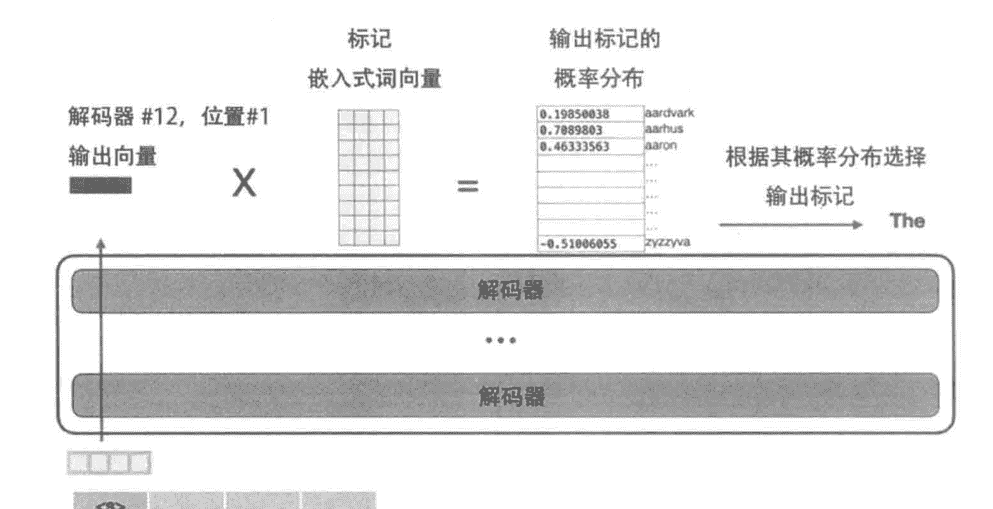 标记
嵌入式词向量
输出标记的
概率分布
解码器 #12, 位置#1
输出向量
X
=
0.19850038 aardvark
0.7089803 aarhus
0.46333563 aaron
...
...
...
...
...
-0.51006055 zyzzyva
根据其概率分布选择
输出标记
The
解码器
...
解码器